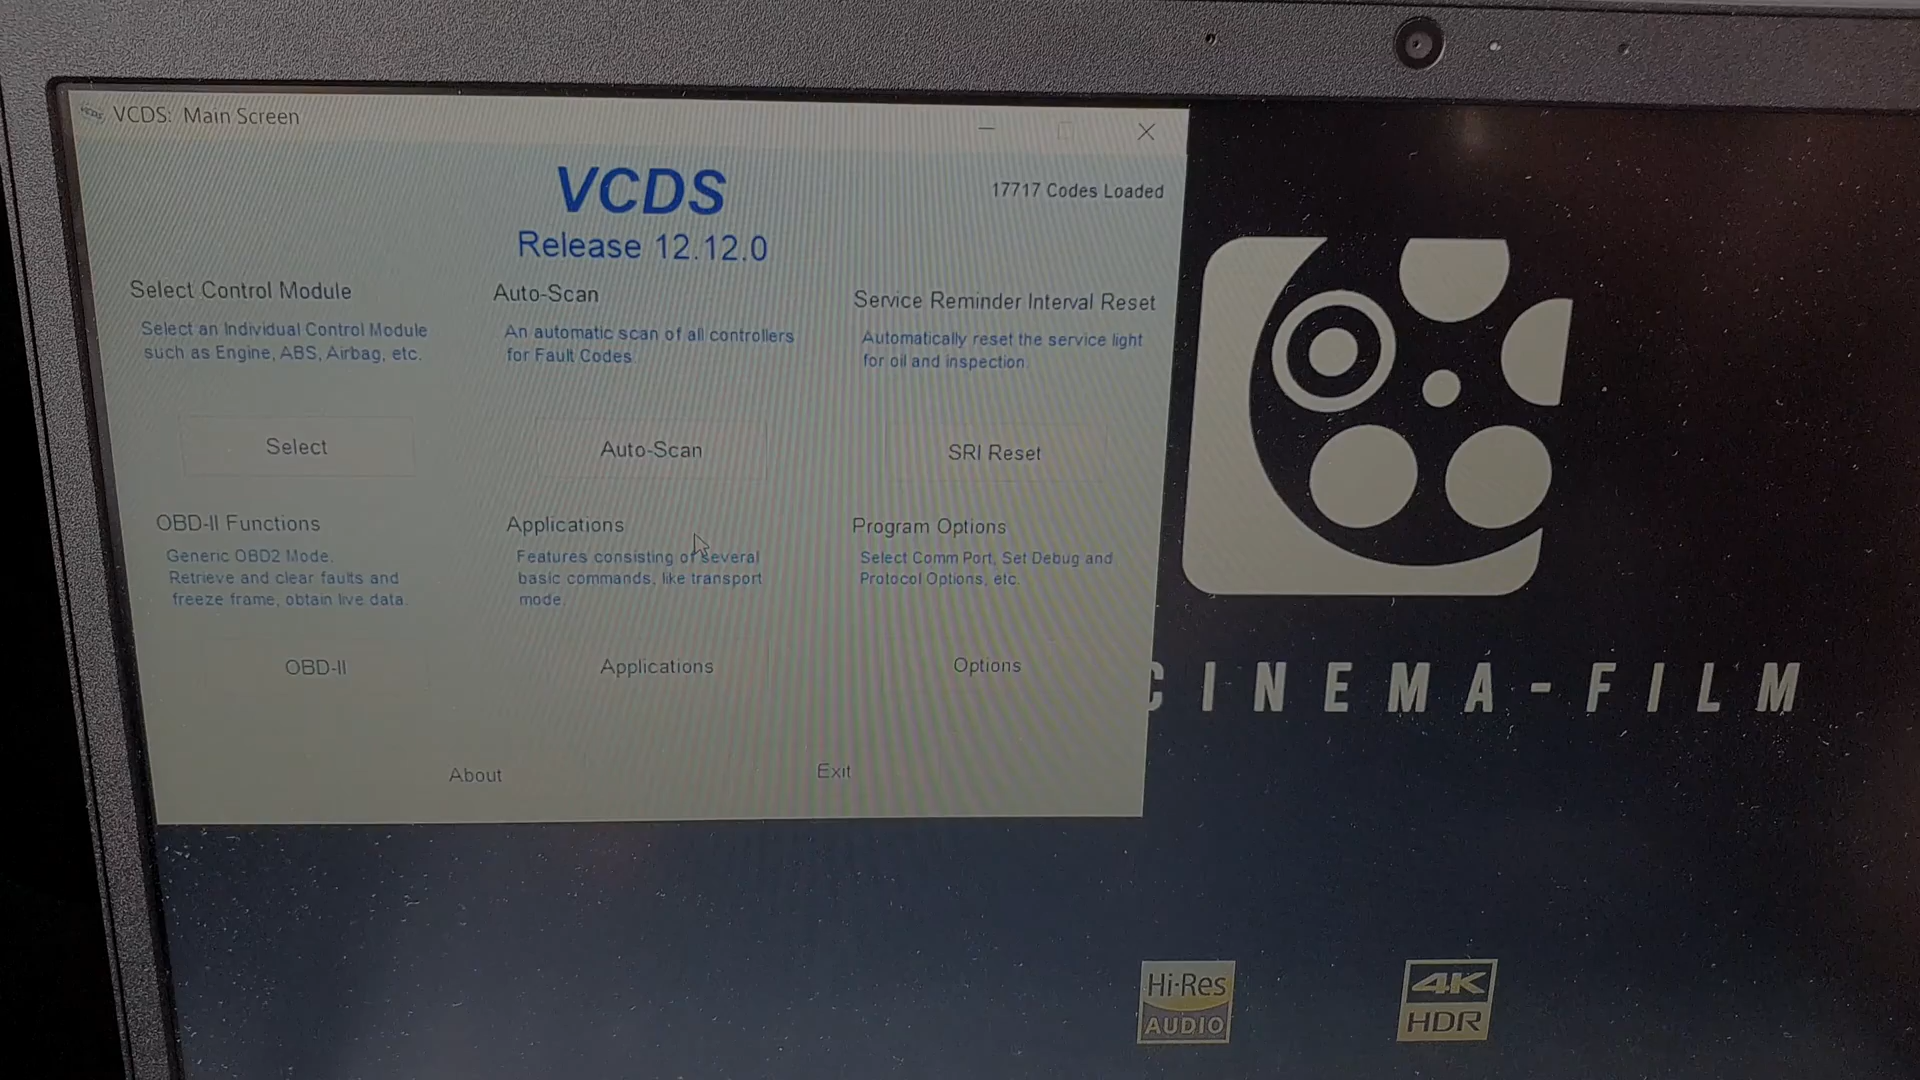 VCDS: Main Screen
VCDS
17717 Codes Loaded
Release 12.12.0
Select Control Module
Select an Individual Control Module
such as Engine, ABS, Airbag, etc.
Select
Auto-Scan
An automatic scan of all controllers
for Fault Codes.
Auto-Scan
Service Reminder Interval Reset
Automatically reset the service light
for oil and inspection.
SRI Reset
OBD-II Functions
Generic OBD2 Mode.
Retrieve and clear faults and
freeze frame, obtain live data.
OBD-II
Applications
Features consisting of several
basic commands, like transport
mode.
Applications
Program Options
Select Comm Port, Set Debug and
Protocol Options, etc.
Options
About
Exit
CINEMA-FILM
Hi-Res
AUDIO
4K
HDR